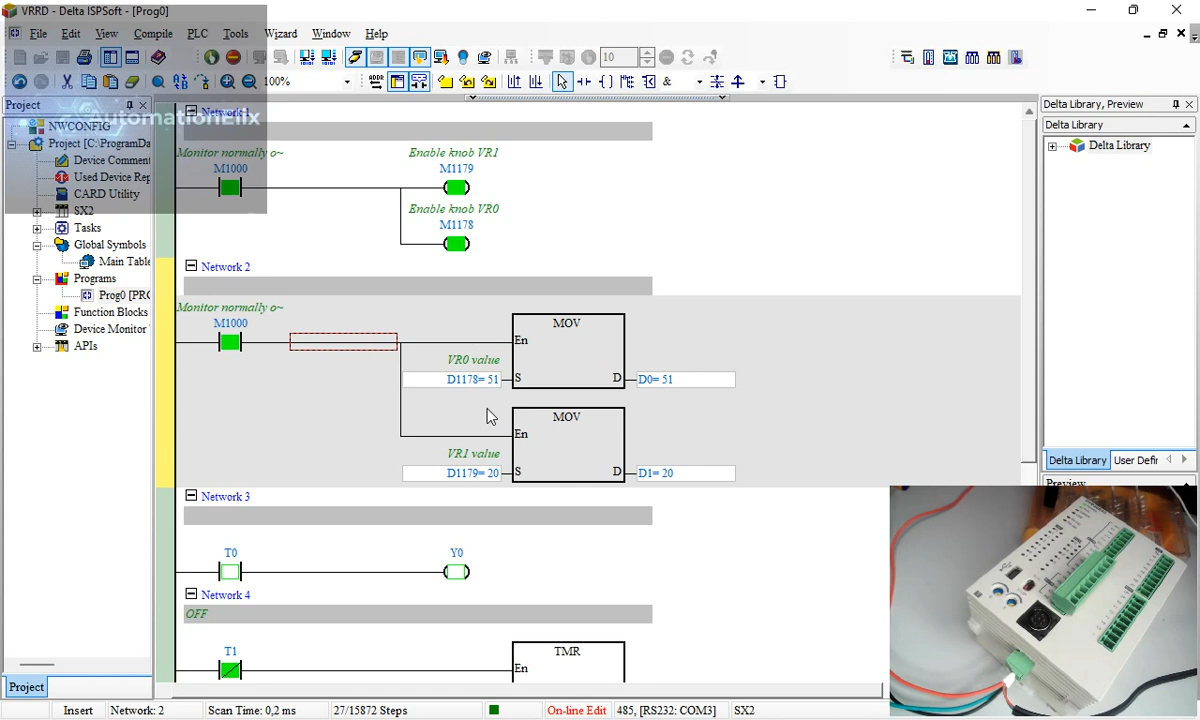 VRRD - Delta ISPSoft - [Prog0]
File Edit View Compile PLC Tools Wizard Window Help
10
100%
ADDR
&
Project
AutomationElix
NWCONFIG
Project [C:\ProgramDa
Device Comment
Used Device Rep
CARD Utility
SX2
Tasks
Global Symbols
Main Table
Programs
Prog0 [PRG
Function Blocks
Device Monitor
APIs
Project
Network 1
Monitor normally o~
M1000
Enable knob VR1
M1179
Enable knob VR0
M1178
Network 2
Monitor normally o~
M1000
MOV
En
VR0 value
D1178= 51
S
D
D0= 51
MOV
En
VR1 value
D1179= 20
S
D
D1= 20
Network 3
T0
Y0
Network 4
OFF
T1
TMR
En
Delta Library, Preview
Delta Library
Delta Library
Delta Library
User Defir
Preview
Insert
Network: 2
Scan Time: 0,2 ms
27/15872 Steps
On-line Edit
485, [RS232: COM3]
SX2